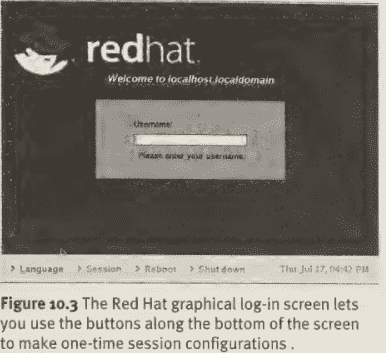 redhat.
Welcome to localhost.localdomain
Username:
Please enter your username
> Language > Session > Reboot > Shut down Thu Jul 17, 04:42 PM
Figure 10.3 The Red Hat graphical log-in screen lets
you use the buttons along the bottom of the screen
to make one-time session configurations .